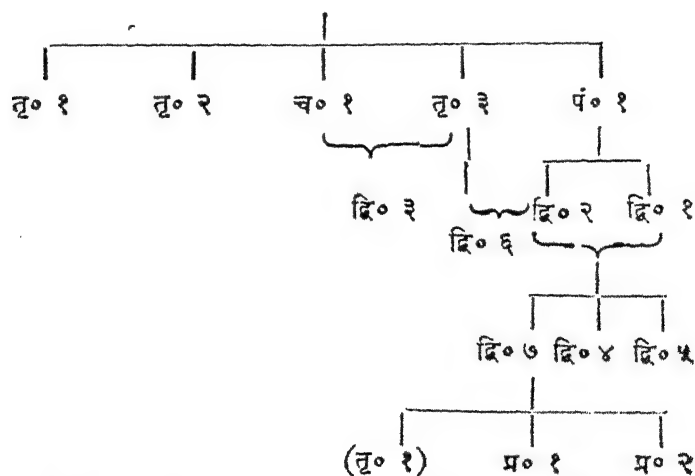 तृ० १ तृ० २ च० १ तृ० ३ पं० १
द्वि० ३ द्वि० ६ द्वि० २ द्वि० १
द्वि० ७ द्वि० ४ द्वि० ५
(तृ० १) प्र० १ प्र० २